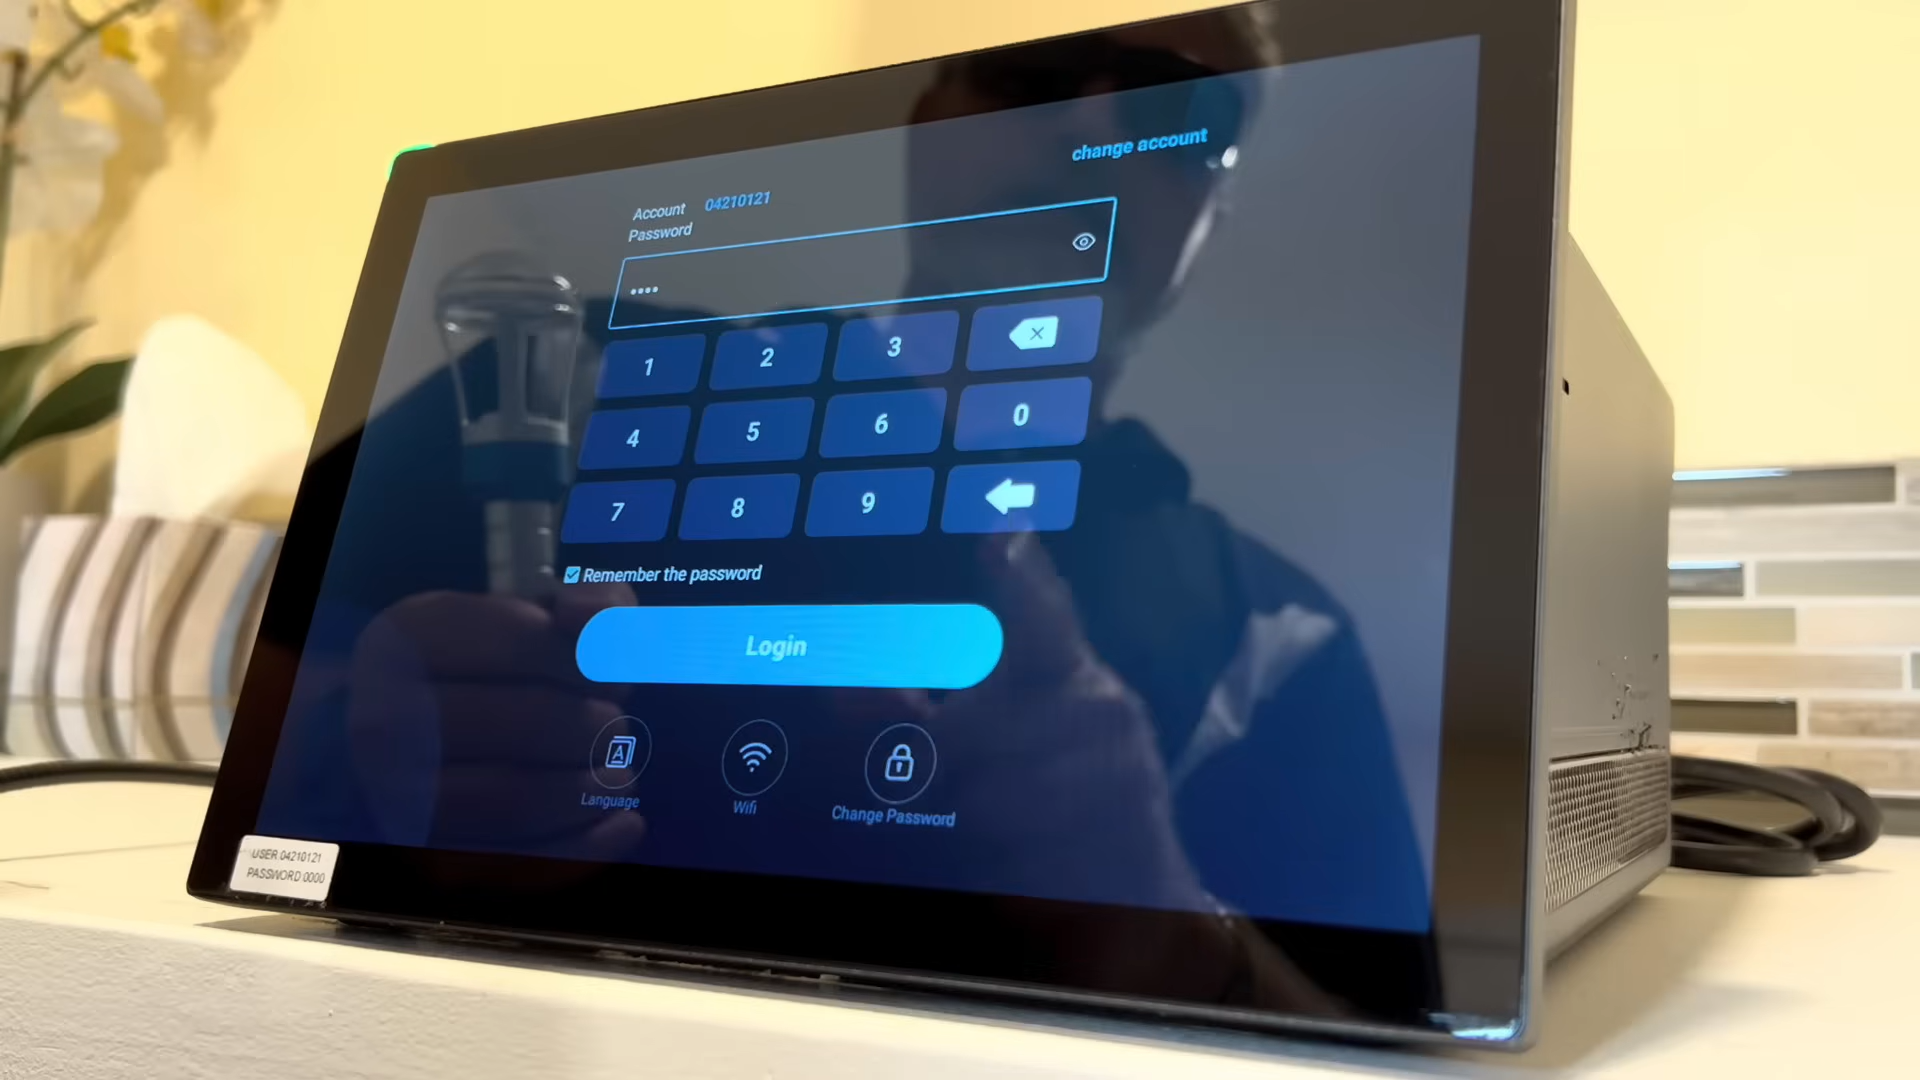 change account
Account 04210121
Password
••••
1 2 3
4 5 6 0
7 8 9
Remember the password
Login
Language Wifi Change Password
USER 04210121
PASSWORD 0000